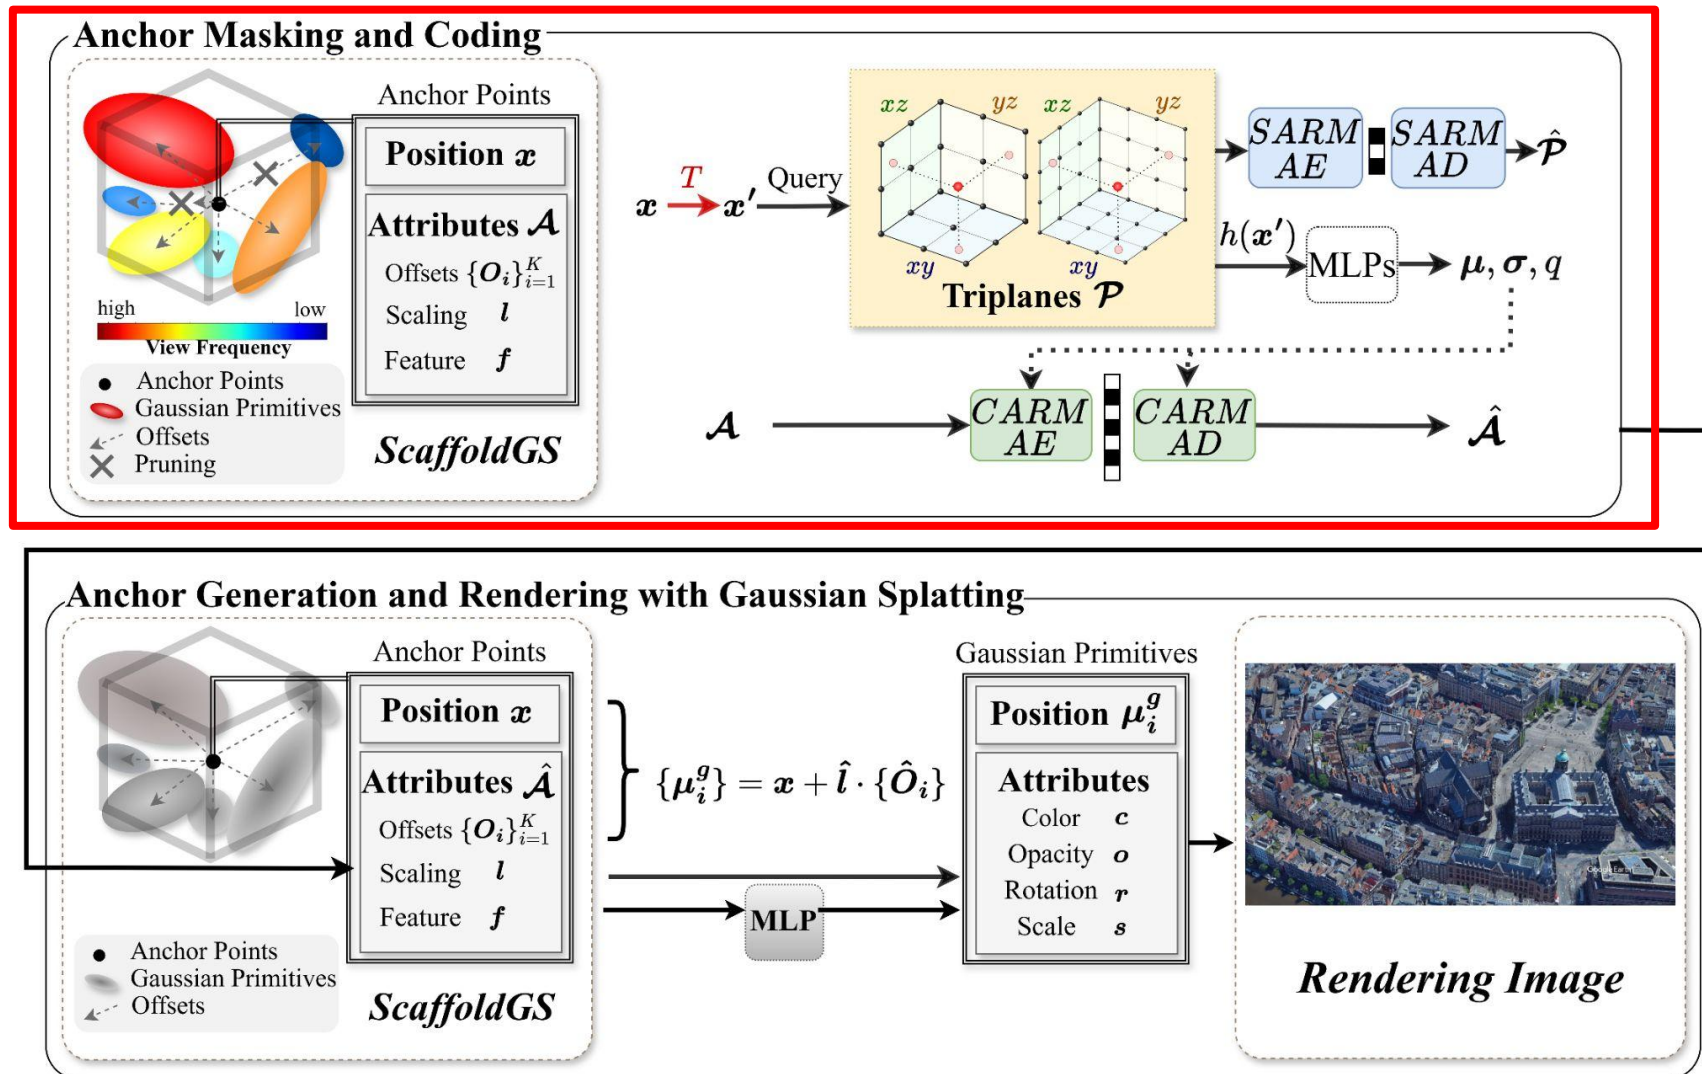 Anchor Masking and Coding
Anchor Points
Position x
Attributes 𝓐
Offsets {O_i}_{i=1}^K
Scaling l
Feature f
high low
View Frequency
Anchor Points
Gaussian Primitives
Offsets
Pruning
ScaffoldGS
x T x′ Query
xz yz xz yz
xy xy
Triplanes 𝓟
SARM AE
SARM AD
𝓟̂
h(x′)
MLPs
μ, σ, q
𝓐
CARM AE
CARM AD
𝓐̂
Anchor Generation and Rendering with Gaussian Splatting
Anchor Points
Position x
Attributes 𝓐̂
Offsets {O_i}_{i=1}^K
Scaling l
Feature f
Anchor Points
Gaussian Primitives
Offsets
ScaffoldGS
{μ_i^g} = x + l̂ · {Ô_i}
MLP
Gaussian Primitives
Position μ_i^g
Attributes
Color c
Opacity o
Rotation r
Scale s
Google Earth
Rendering Image